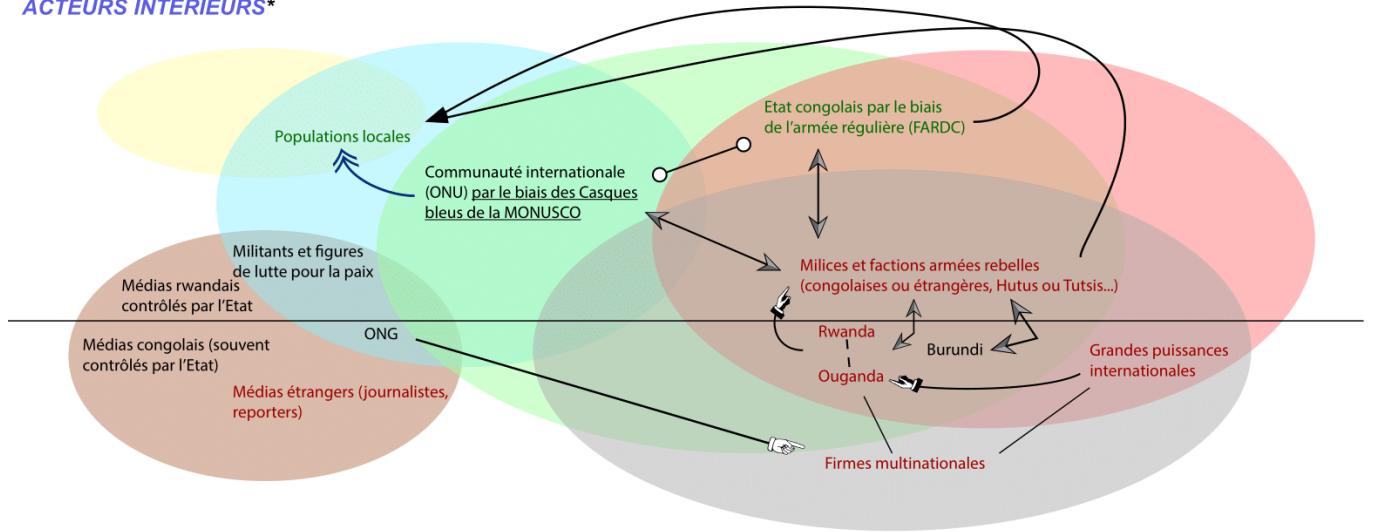 ACTEURS INTERIEURS*
Etat congolais par le biais
de l'armée régulière (FARDC)
Populations locales
Communauté internationale
(ONU) par le biais des Casques
bleus de la MONUSCO
Militants et figures
de lutte pour la paix
Médias rwandais
contrôlés par l'Etat
Milices et factions armées rebelles
(congolaises ou étrangères, Hutus ou Tutsis...)
ONG
Médias congolais (souvent
contrôlés par l'Etat)
Médias étrangers (journalistes,
reporters)
Rwanda
Burundi
Ouganda
Grandes puissances
internationales
Firmes multinationales